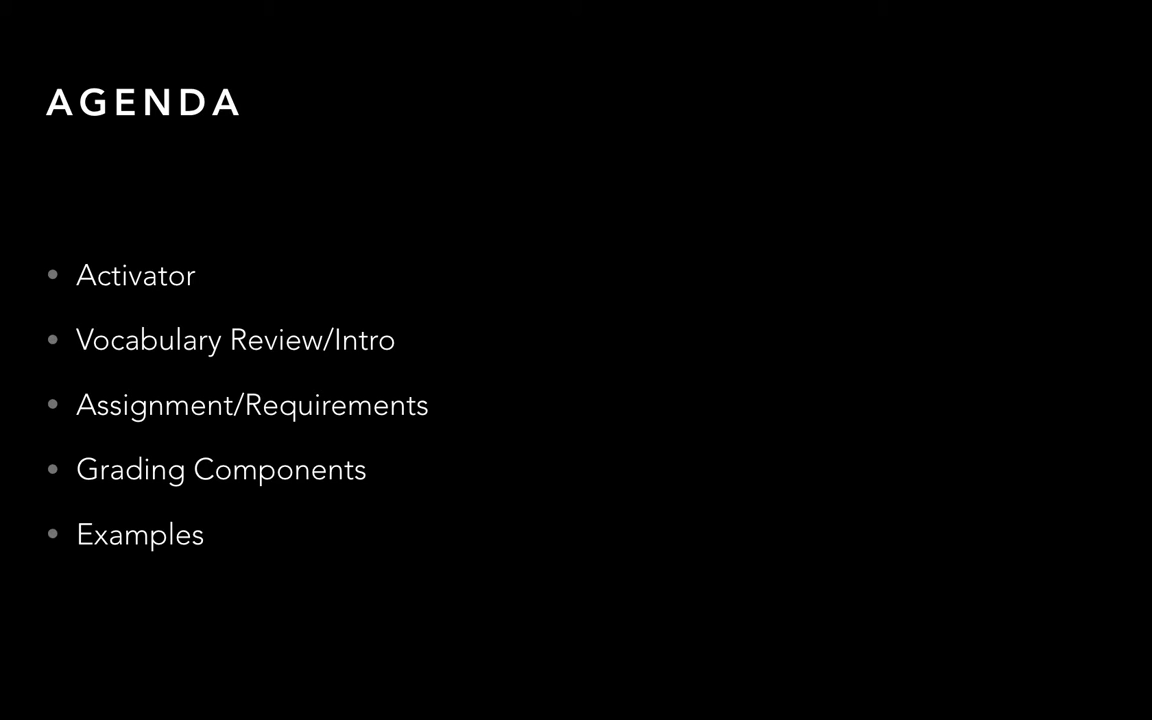 AGENDA
• Activator
• Vocabulary Review/Intro
• Assignment/Requirements
• Grading Components
• Examples